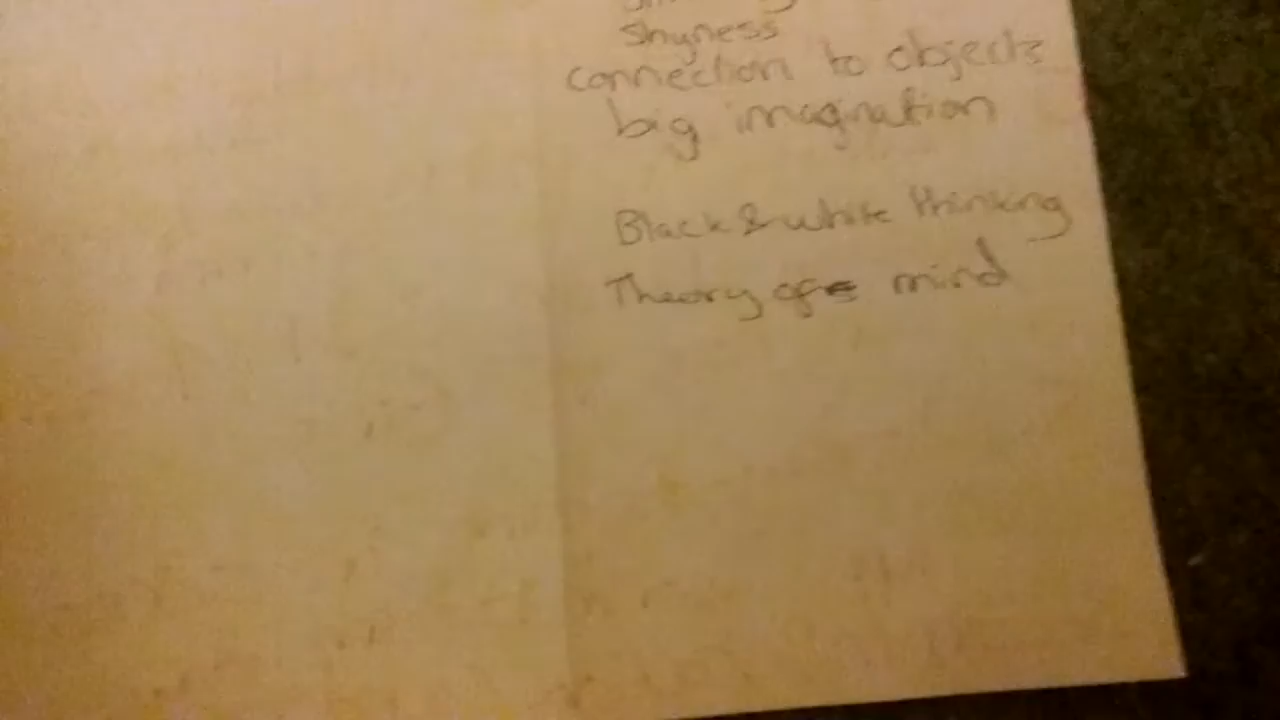 shyness
connection to objects
big imagination
Black & white thinking
Theory of mind